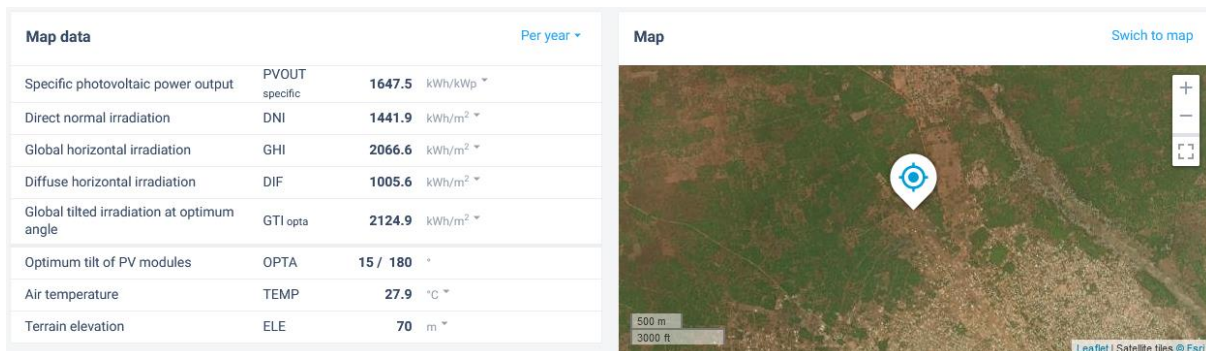 Map data Per year
Specific photovoltaic power output PVOUT specific 1647.5 kWh/kWp
Direct normal irradiation DNI 1441.9 kWh/m2
Global horizontal irradiation GHI 2066.6 kWh/m2
Diffuse horizontal irradiation DIF 1005.6 kWh/m2
Global tilted irradiation at optimum
angle GTI opta 2124.9 kWh/m2
Optimum tilt of PV modules OPTA 15 / 180 °
Air temperature TEMP 27.9 °C
Terrain elevation ELE 70 m
Map Swich to map
+
−
500 m
3000 ft
Leaflet | Satellite tiles © Esri